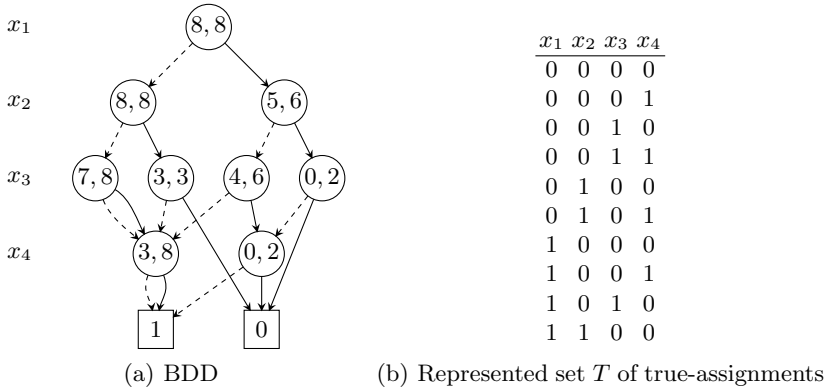 x1 8, 8
x2 8, 8 5, 6
x3 7, 8 3, 3 4, 6 0, 2
x4 3, 8 0, 2
1 0
(a) BDD
x1 x2 x3 x4
0 0 0 0
0 0 0 1
0 0 1 0
0 0 1 1
0 1 0 0
0 1 0 1
1 0 0 0
1 0 0 1
1 0 1 0
1 1 0 0
(b) Represented set T of true-assignments